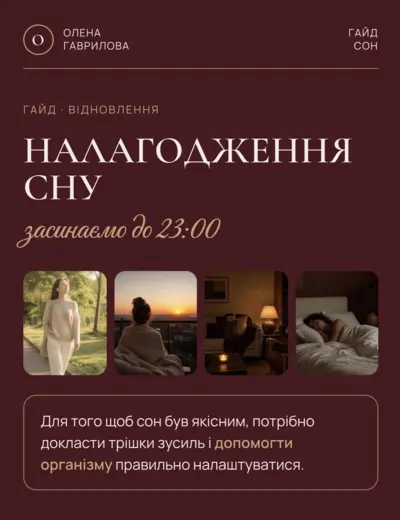 О
ОЛЕНА
ГАВРИЛОВА
ГАЙД
СОН
ГАЙД · ВІДНОВЛЕННЯ
НАЛАГОДЖЕННЯ
СНУ
засинаємо до 23:00
Для того щоб сон був якісним, потрібно
докласти трішки зусиль і допомогти
організму правильно налаштуватися.